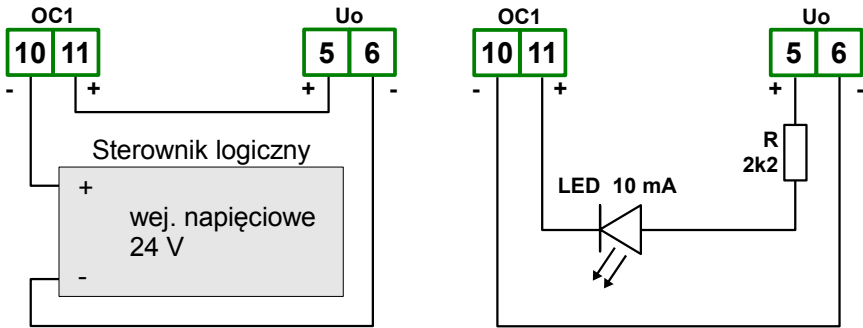 OC1
Uo
10 11
5 6
- +
+ -
Sterownik logiczny
+
wej. napięciowe
24 V
-
OC1
Uo
10 11
5 6
- +
+ -
R
2k2
LED 10 mA